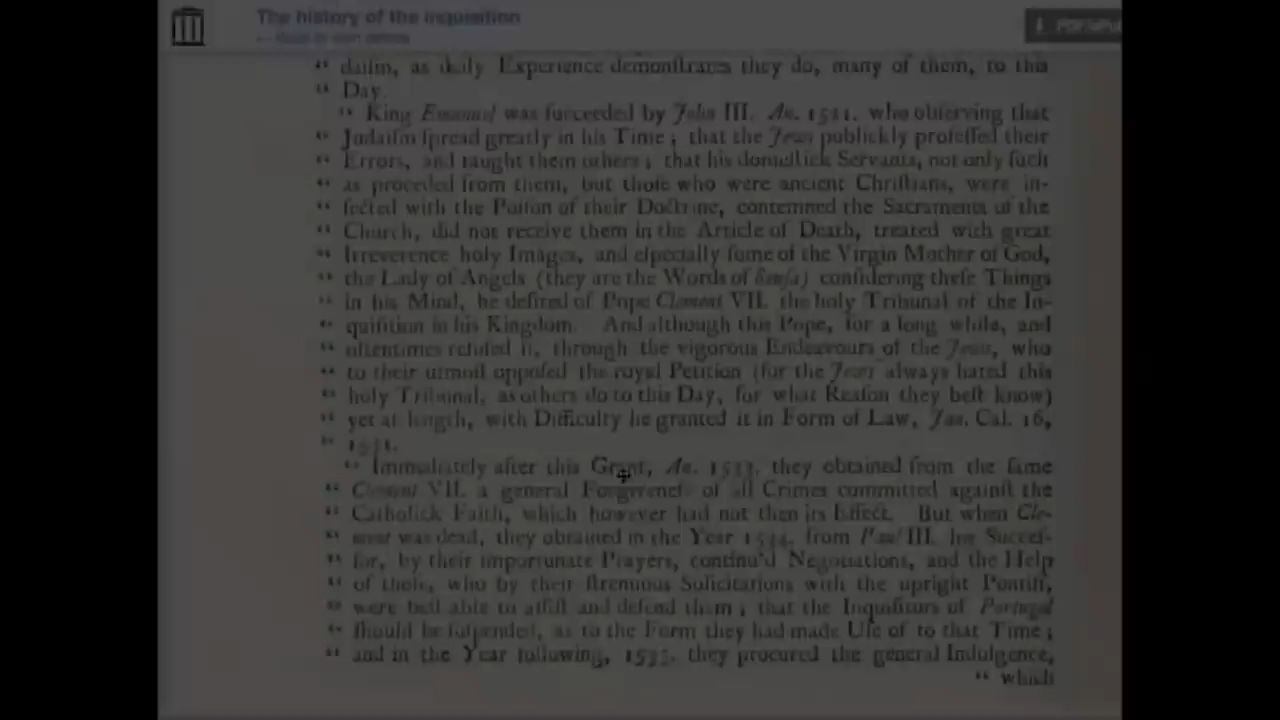 The history of the inquisition
“ daiſm, as daily Experience demonſtrates they do, many of them, to this
“ Day.
“ King Emanuel was ſucceeded by John III. An. 1521. who obſerving that
“ Judaiſm ſpread greatly in his Time; that the Jews publickly profeſſed their
“ Errors, and taught them others; that his domeſtick Servants, not only ſuch
“ as proceeded from them, but thoſe who were ancient Chriſtians, were in-
“ fected with the Poiſon of their Doctrine, contemned the Sacraments of the
“ Church, did not receive them in the Article of Death, treated with great
“ Irreverence holy Images, and eſpecially ſome of the Virgin Mother of God,
“ the Lady of Angels (they are the Words of Souſa) conſidering theſe Things
“ in his Mind, he deſired of Pope Clement VII. the holy Tribunal of the In-
“ quiſition in his Kingdom. And although this Pope, for a long while, and
“ oftentimes refuſed it, through the vigorous Endeavours of the Jews, who
“ to their utmoſt oppoſed the royal Petition (for the Jews always hated this
“ holy Tribunal, as others do to this Day, for what Reaſon they beſt know)
“ yet at length, with Difficulty he granted it in Form of Law, Jan. Cal. 16,
“ 1531.
“ Immediately after this Grant, An. 1533. they obtained from the ſame
“ Clement VII. a general Forgiveneſs of all Crimes committed againſt the
“ Catholick Faith, which however had not then its Effect. But when Cle-
“ ment was dead, they obtained in the Year 1534. from Paul III. his Succeſ-
“ ſor, by their importunate Prayers, continu'd Negotiations, and the Help
“ of thoſe, who by their ſtrenuous Solicitations with the upright Pontiff,
“ were beſt able to aſſiſt and defend them; that the Inquiſitors of Portugal
“ ſhould be ſuſpended, as to the Form they had made Uſe of to that Time;
“ and in the Year following, 1535. they procured the general Indulgence,
“ which